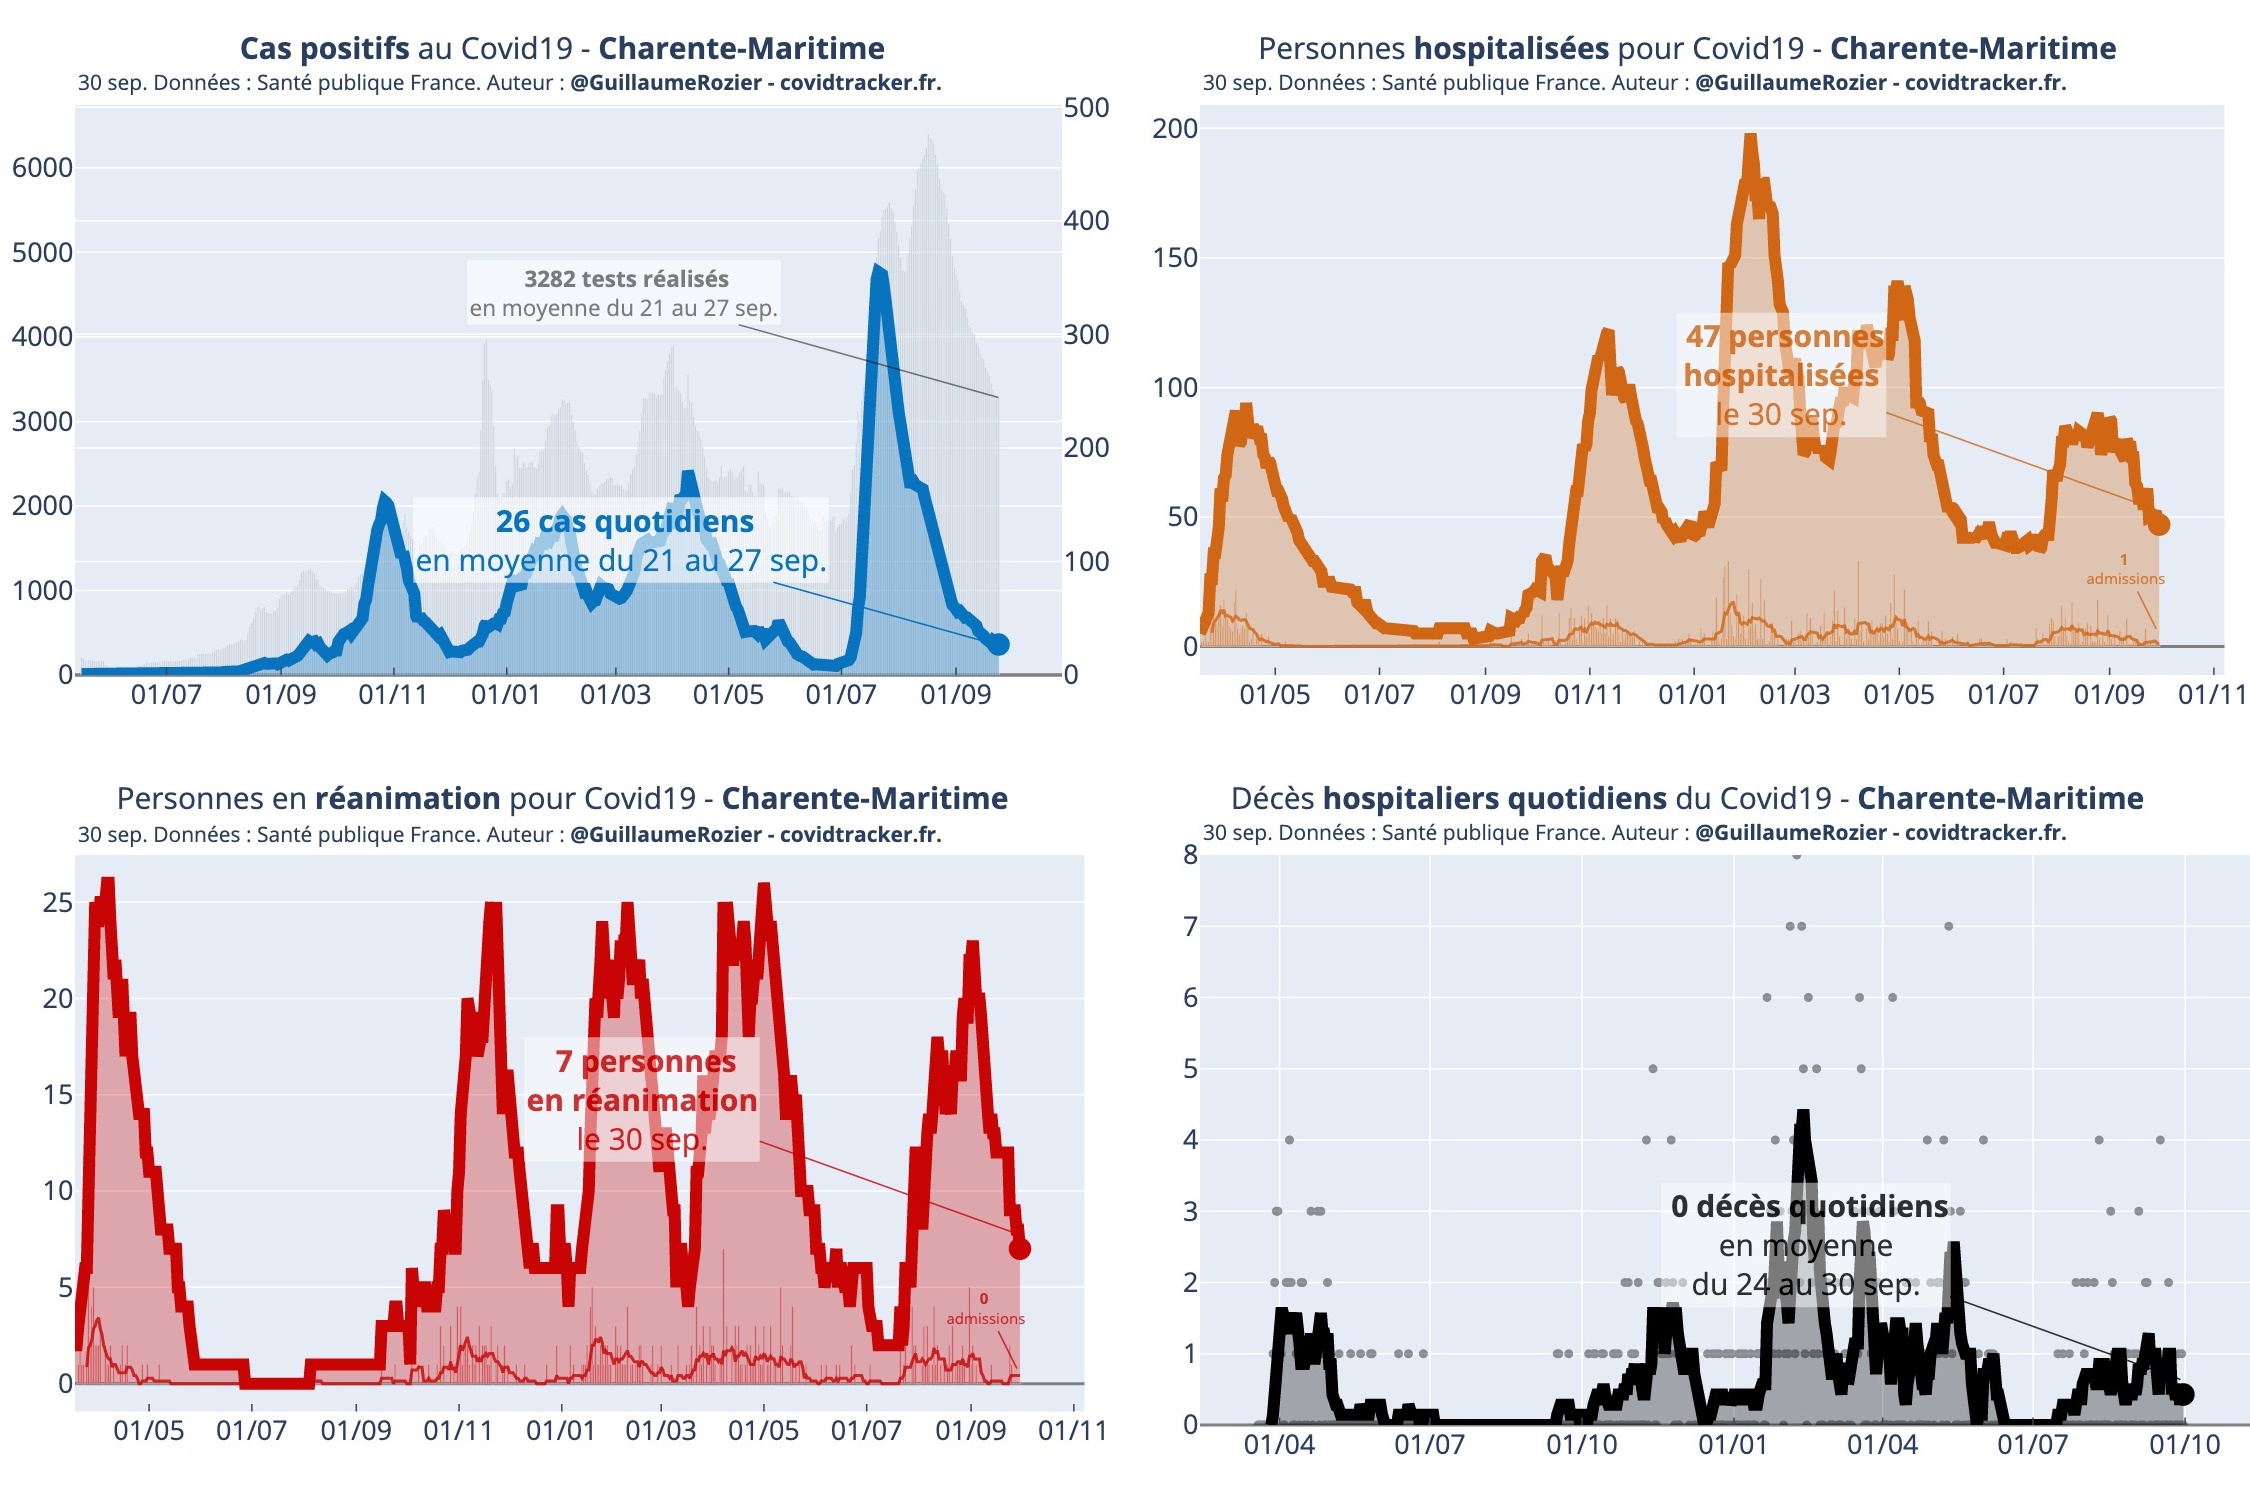 Cas positifs au Covid19 - Charente-Maritime
30 sep. Données : Santé publique France. Auteur : @GuillaumeRozier - covidtracker.fr.
500
6000
400
5000
3282 tests réalisés
en moyenne du 21 au 27 sep.
4000
300
3000
200
2000
26 cas quotidiens
en moyenne du 21 au 27 sep.
100
1000
0
0
01/07 01/09 01/11 01/01 01/03 01/05 01/07 01/09
Personnes hospitalisées pour Covid19 - Charente-Maritime
30 sep. Données : Santé publique France. Auteur : @GuillaumeRozier - covidtracker.fr.
200
150
47 personnes
hospitalisées
le 30 sep.
100
50
1
admissions
0
01/05 01/07 01/09 01/11 01/01 01/03 01/05 01/07 01/09 01/11
Personnes en réanimation pour Covid19 - Charente-Maritime
30 sep. Données : Santé publique France. Auteur : @GuillaumeRozier - covidtracker.fr.
25
20
7 personnes
en réanimation
le 30 sep.
15
10
5
0
admissions
0
01/05 01/07 01/09 01/11 01/01 01/03 01/05 01/07 01/09 01/11
Décès hospitaliers quotidiens du Covid19 - Charente-Maritime
30 sep. Données : Santé publique France. Auteur : @GuillaumeRozier - covidtracker.fr.
8
7
6
5
4
3
0 décès quotidiens
en moyenne
du 24 au 30 sep.
2
1
0
01/04 01/07 01/10 01/01 01/04 01/07 01/10